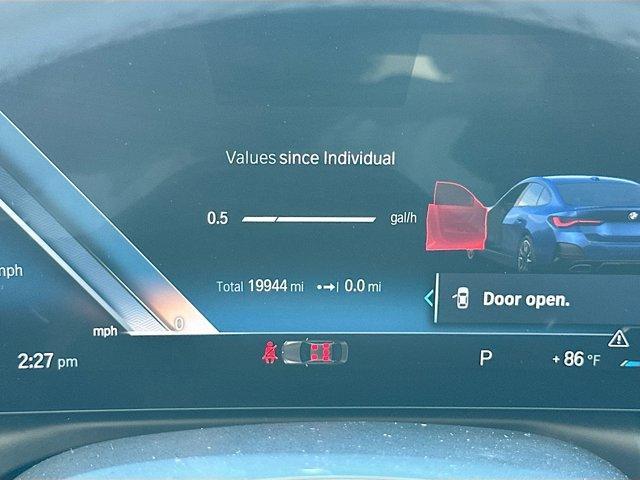 Values since Individual
0.5 gal/h
mph
Total 19944 mi 0.0 mi
Door open.
mph 0
2:27 pm P + 86 °F